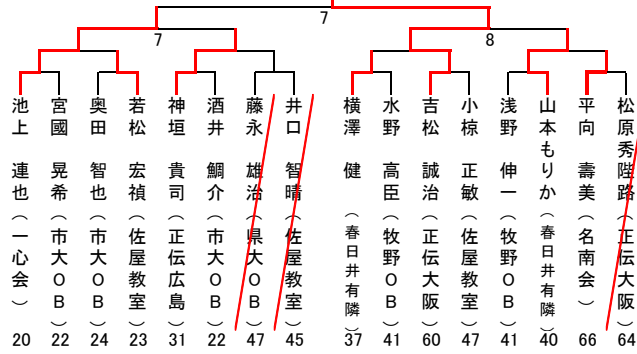 7
7
8
池上 連也（一心会）20
宮國 晃希（市大ＯＢ）22
奥田 智也（市大ＯＢ）24
若松 宏禎（佐屋教室）23
神垣 貴司（正伝広島）31
酒井 鯛介（市大ＯＢ）22
藤永 雄治（県大ＯＢ）47
井口 智晴（佐屋教室）45
横澤 健（春日井有隣）37
水野 高臣（牧野ＯＢ）41
吉松 誠治（正伝大阪）60
小椋 正敏（佐屋教室）47
浅野 伸一（牧野ＯＢ）41
山本もりか（春日井有隣）40
平向 壽美（名南会）66
松原秀陛路（正伝大阪）64